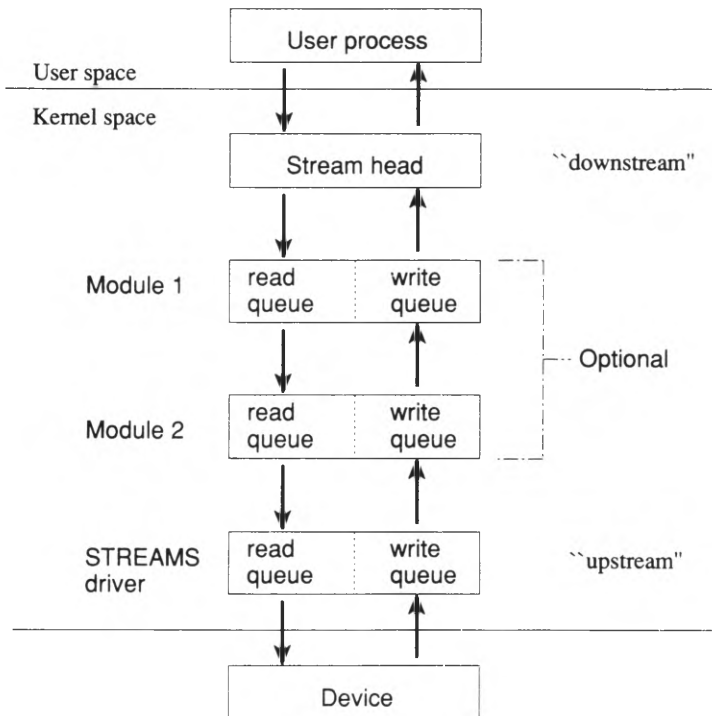 User process
User space
Kernel space
Stream head
``downstream"
Module 1
read queue
write queue
Optional
Module 2
read queue
write queue
STREAMS driver
read queue
write queue
``upstream"
Device